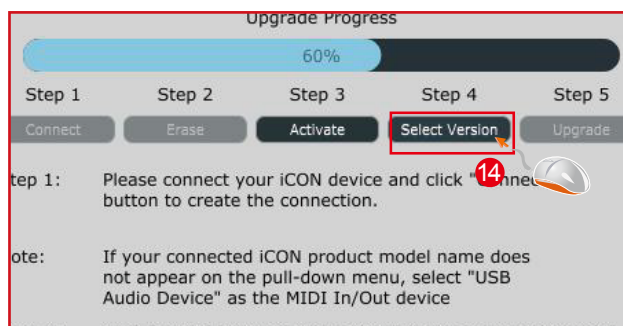 Upgrade Progress
60%
Step 1 Step 2 Step 3 Step 4 Step 5
Connect Erase Activate Select Version Upgrade
14
tep 1: Please connect your iCON device and click "
button to create the connection.
ote: If your connected iCON product model name does
not appear on the pull-down menu, select "USB
Audio Device" as the MIDI In/Out device